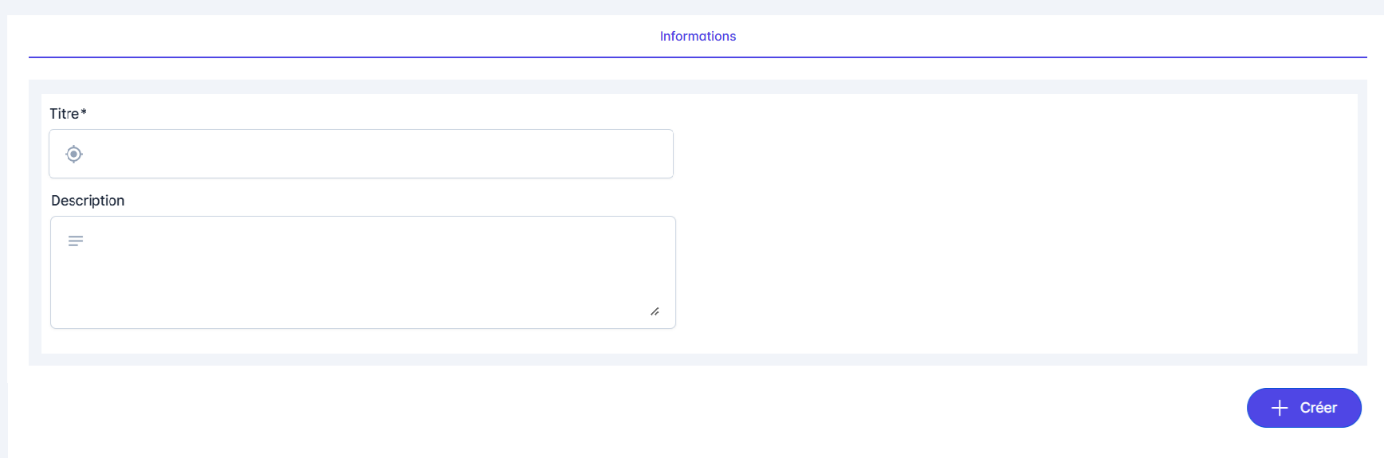 Informations
Titre*
Description
Créer